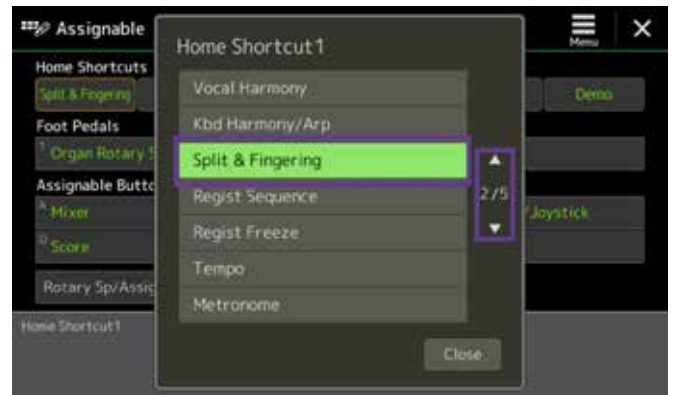 Assignable
Menu
Home Shortcuts
Split & Fingering
Demo
Foot Pedals
1 Organ Rotary S
Assignable Butto
A Mixer
/Joystick
D Score
Rotary Sp/Assig
Home Shortcut1
Home Shortcut1
Vocal Harmony
Kbd Harmony/Arp
Split & Fingering
Regist Sequence
2/5
Regist Freeze
Tempo
Metronome
Close